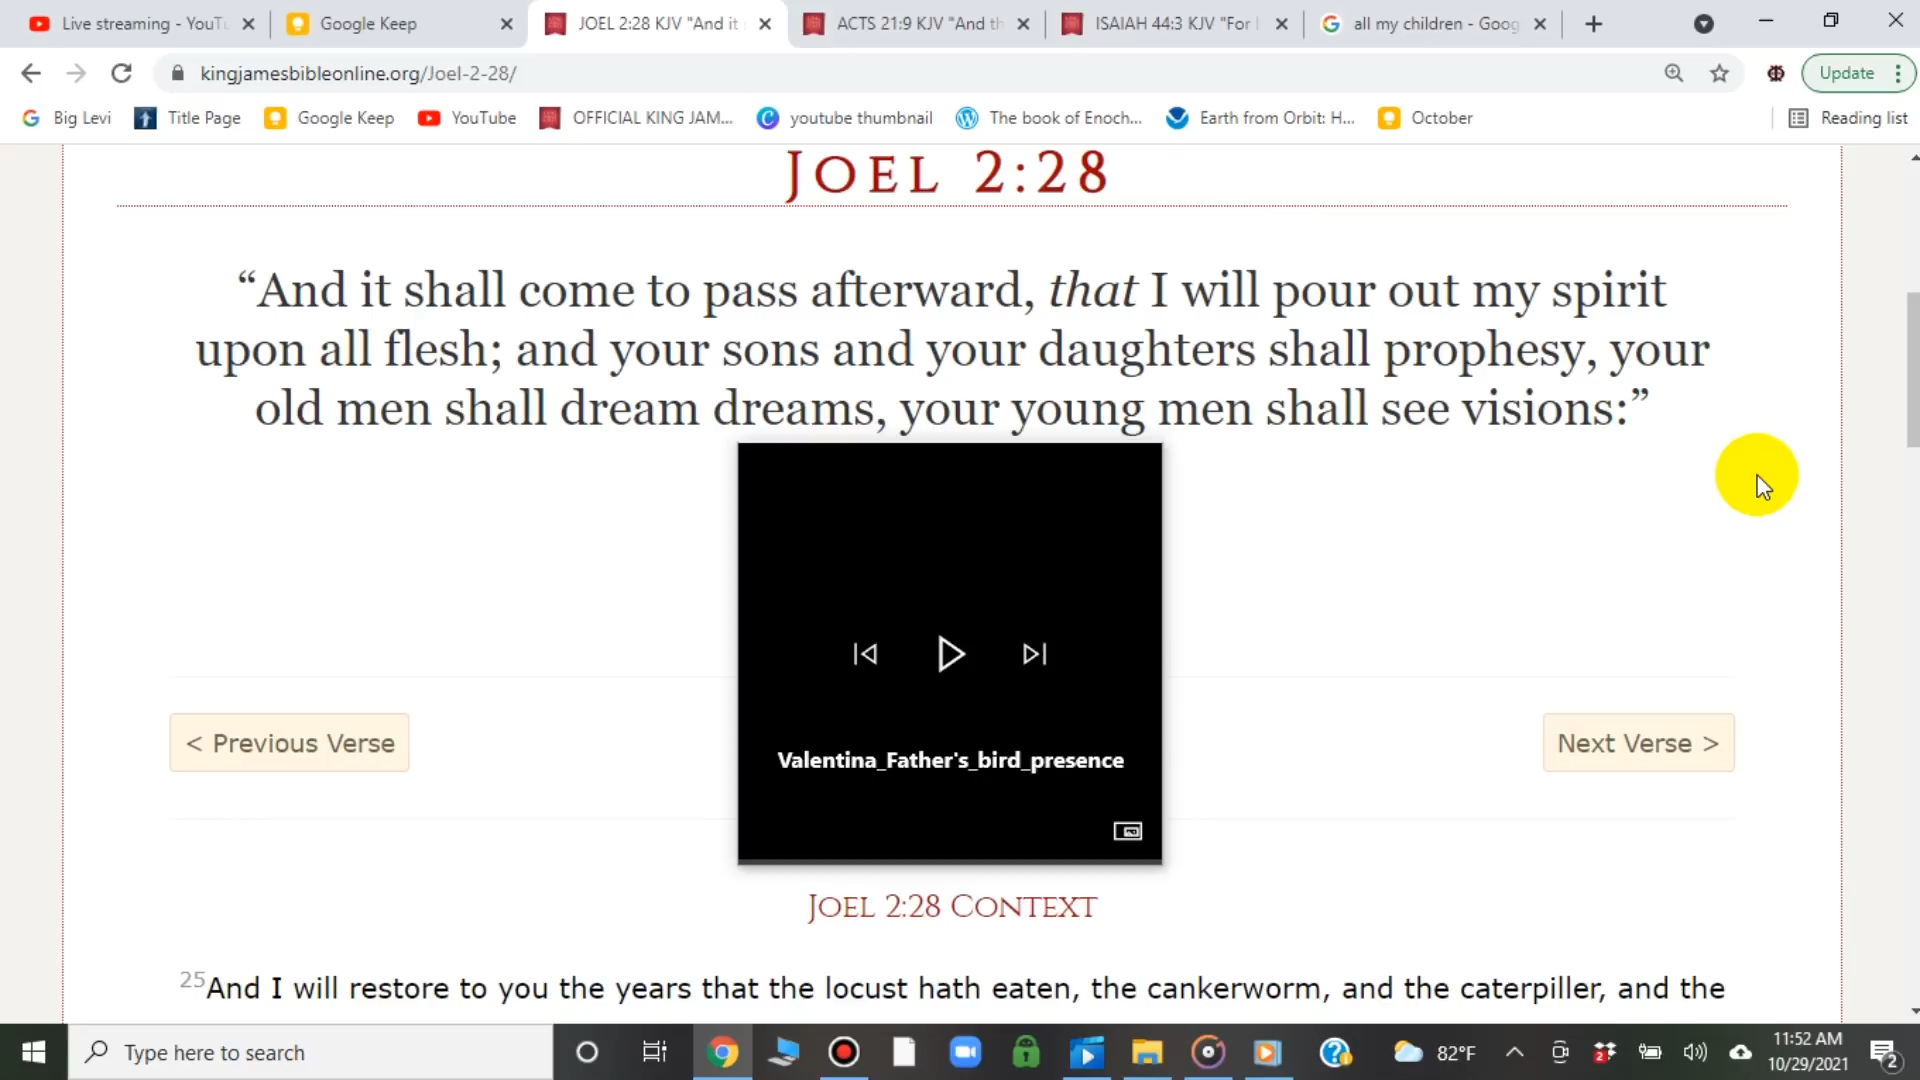 Live streaming - YouTu
Google Keep
JOEL 2:28 KJV "And it
ACTS 21:9 KJV "And th
ISAIAH 44:3 KJV "For I
all my children - Goog
kingjamesbibleonline.org/Joel-2-28/
Update
Big Levi
Title Page
Google Keep
YouTube
OFFICIAL KING JAM...
youtube thumbnail
The book of Enoch...
Earth from Orbit: H...
October
Reading list
JOEL 2:28
“And it shall come to pass afterward, that I will pour out my spirit
upon all flesh; and your sons and your daughters shall prophesy, your
old men shall dream dreams, your young men shall see visions:”
< Previous Verse
Next Verse >
Valentina_Father's_bird_presence
JOEL 2:28 CONTEXT
25And I will restore to you the years that the locust hath eaten, the cankerworm, and the caterpiller, and the
Type here to search
82°F
11:52 AM
10/29/2021
2